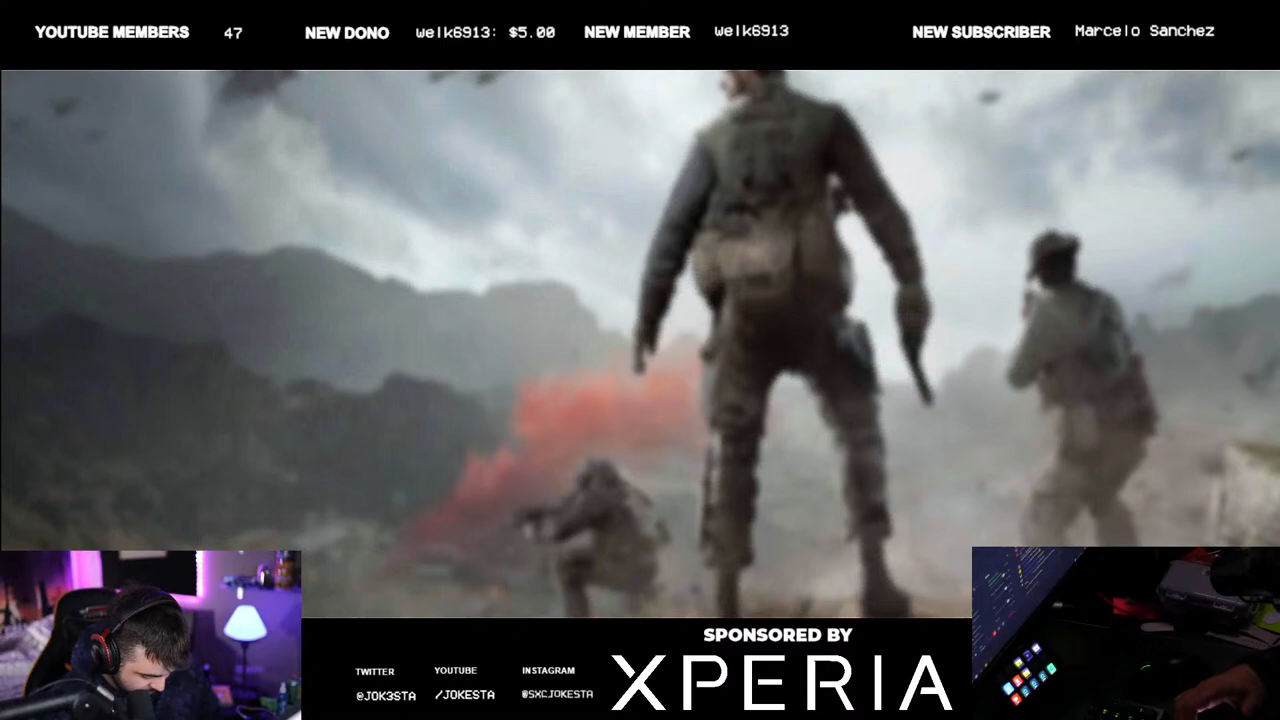 YOUTUBE MEMBERS 47 NEW DONO welk6913: $5.00 NEW MEMBER welk6913 NEW SUBSCRIBER Marcelo Sanchez
SPONSORED BY
XPERIA
TWITTER YOUTUBE INSTAGRAM
@JOK3STA /JOKESTA @SXCJOKESTA